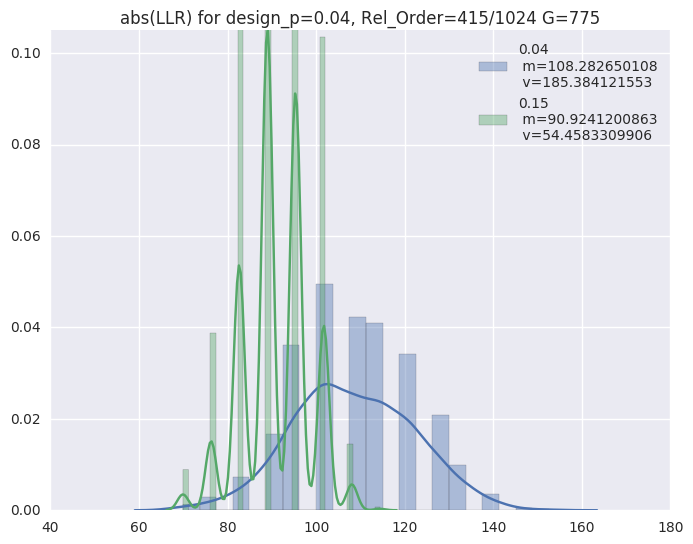 abs(LLR) for design_p=0.04, Rel_Order=415/1024 G=775
0.04
m=108.282650108
v=185.384121553
0.15
m=90.9241200863
v=54.4583309906
0.10
0.08
0.06
0.04
0.02
0.00
40 60 80 100 120 140 160 180